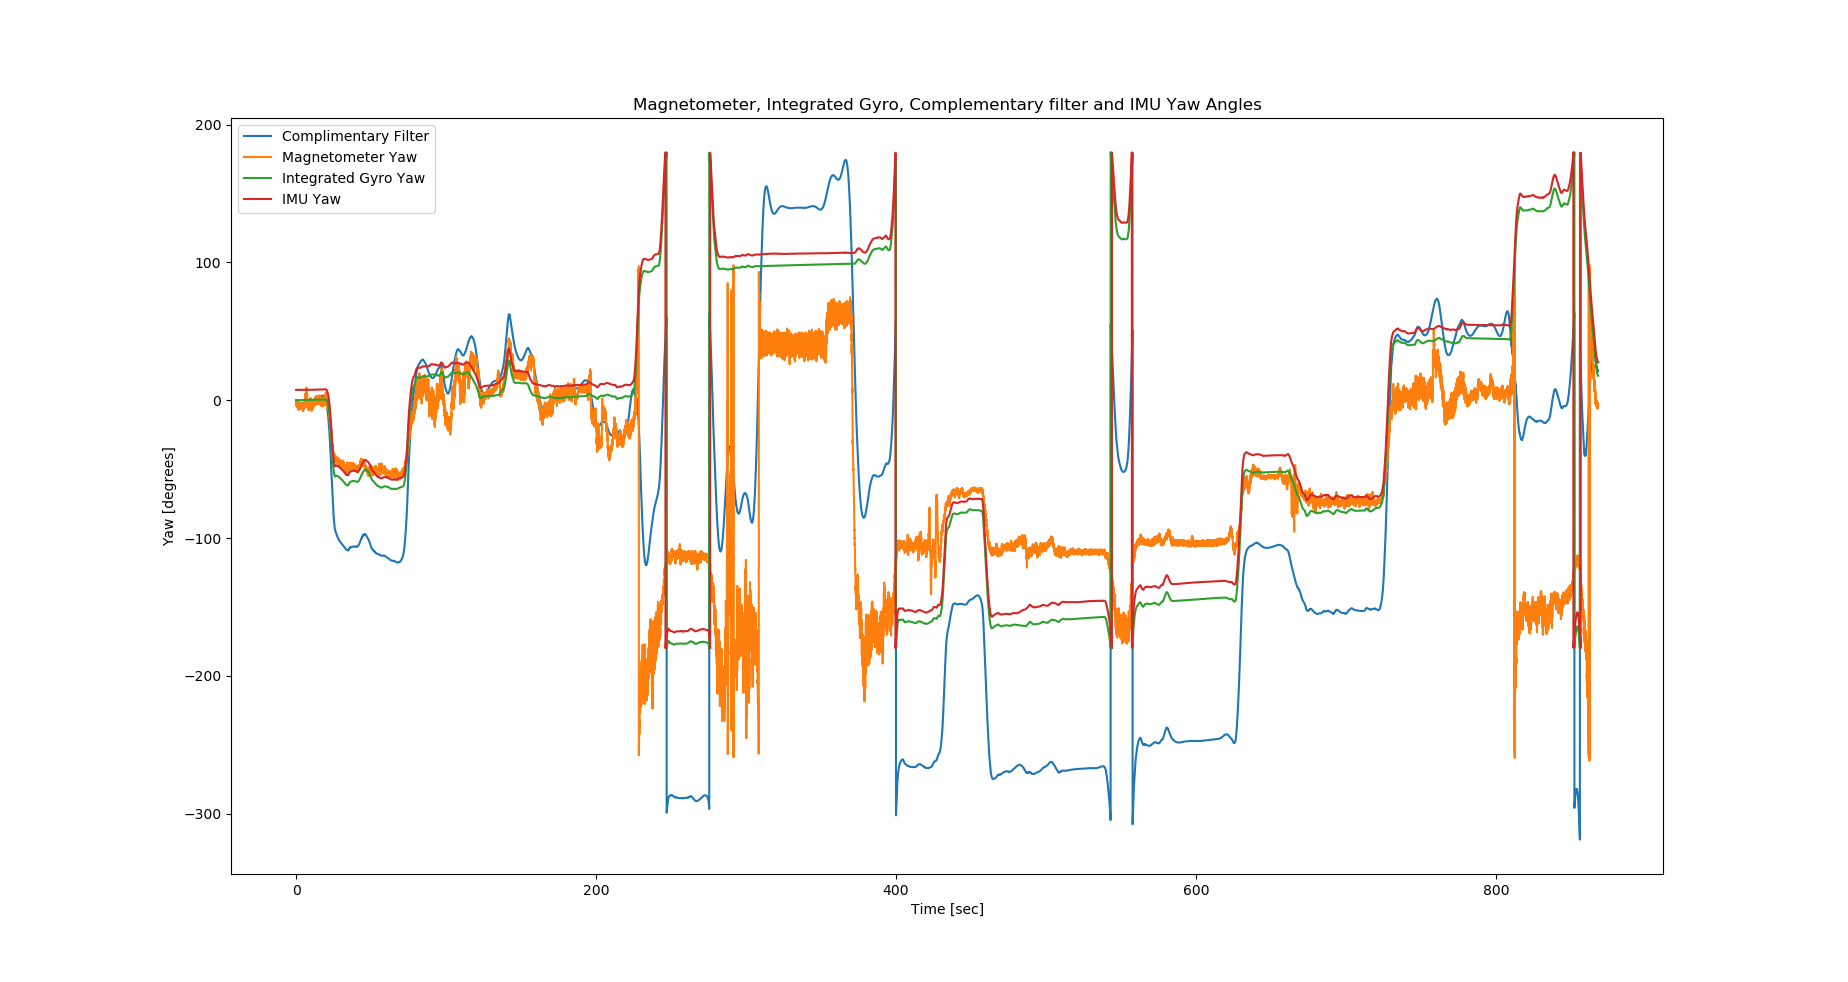 Magnetometer, Integrated Gyro, Complementary filter and IMU Yaw Angles
200
Complimentary Filter
Magnetometer Yaw
Integrated Gyro Yaw
IMU Yaw
100
0
−100
−200
−300
Yaw [degrees]
0 200 400 600 800
Time [sec]